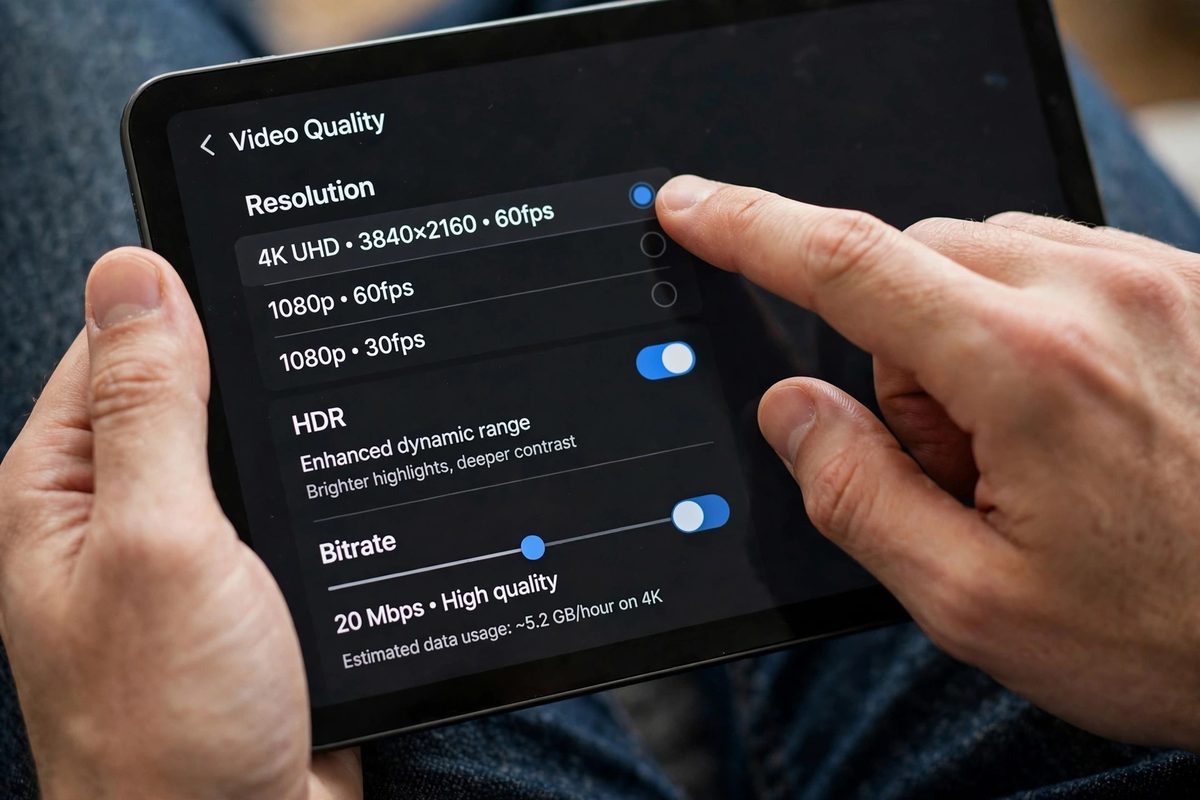 Video Quality
Resolution
4K UHD • 3840×2160 • 60fps
1080p • 60fps
1080p • 30fps
HDR
Enhanced dynamic range
Brighter highlights, deeper contrast
Bitrate
20 Mbps • High quality
Estimated data usage: ~5.2 GB/hour on 4K